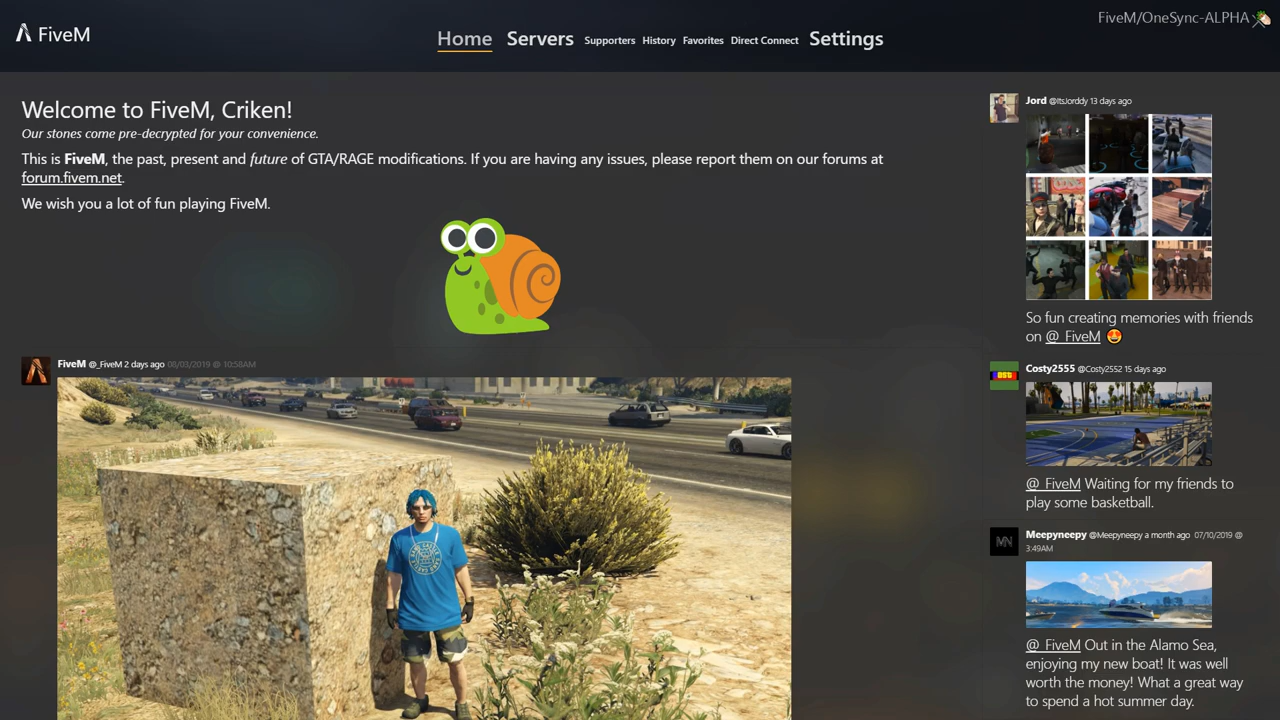 FiveM
Home Servers Supporters History Favorites Direct Connect Settings
FiveM/OneSync-ALPHA
Welcome to FiveM, Criken!
Our stones come pre-decrypted for your convenience.
This is FiveM, the past, present and future of GTA/RAGE modifications. If you are having any issues, please report them on our forums at
forum.fivem.net.
We wish you a lot of fun playing FiveM.
FiveM @_FiveM 2 days ago 08/03/2019 @ 10:58AM
Jord @ItsJorddy 13 days ago
So fun creating memories with friends
on @_FiveM 🤩
Costy2555 @Costy2552 15 days ago
@_FiveM Waiting for my friends to
play some basketball.
MN
Meepyneepy @Meepyneepy a month ago 07/10/2019 @
3:49AM
@_FiveM Out in the Alamo Sea,
enjoying my new boat! It was well
worth the money! What a great way
to spend a hot summer day.